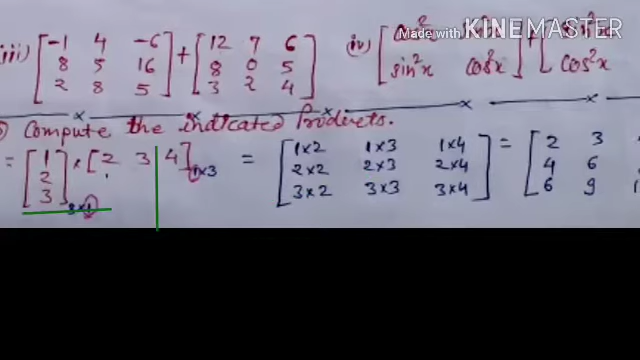 Made with KINEMASTER
iii) [ -1 4 -6 ] + [ 12 7 6 ] iv) [ cos²x
8 5 16 8 0 5 sin²x cos²x ] + [ cos²x
2 8 5 3 2 4
Compute the indicated Products.
= [ 1 ] × [ 2 3 4 ] 1×3 = [ 1×2 1×3 1×4 ] = [ 2 3
2 2×2 2×3 2×4 4 6
3 3×1 3×2 3×3 3×4 6 9